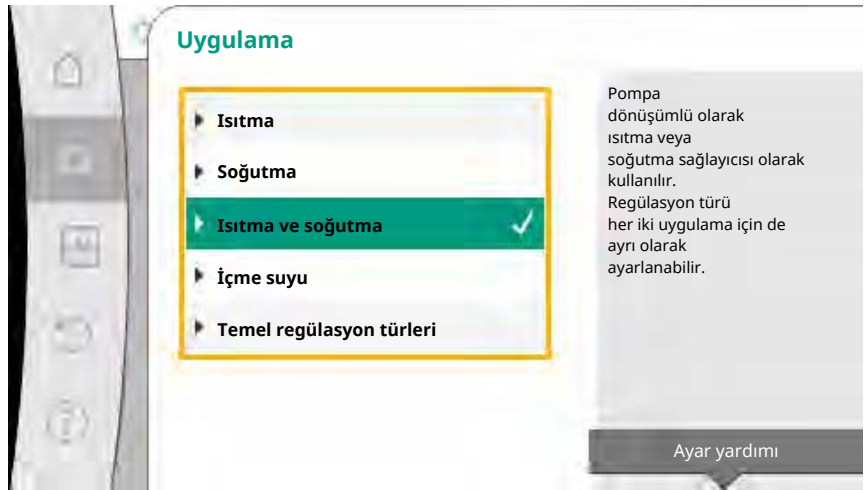 Uygulama
Isıtma
Soğutma
Isıtma ve soğutma
İçme suyu
Temel regülasyon türleri
Pompa
dönüşümlü olarak
ısıtma veya
soğutma sağlayıcısı olarak
kullanılır.
Regülasyon türü
her iki uygulama için de
ayrı olarak
ayarlanabilir.
Ayar yardımı